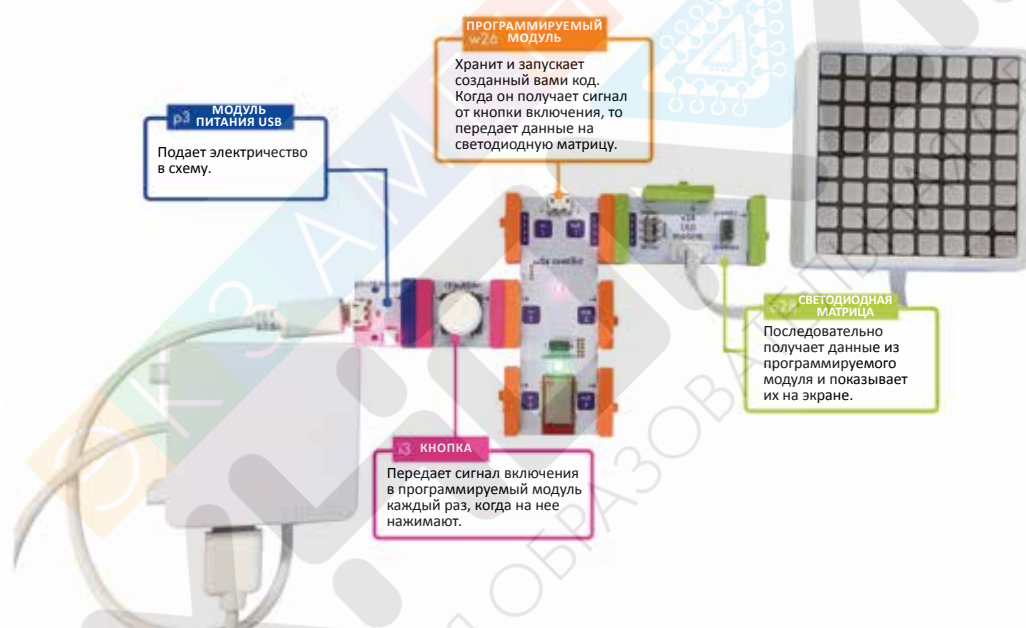 ПРОГРАММИРУЕМЫЙ
w26 МОДУЛЬ
Хранит и запускает
созданный вами код.
Когда он получает сигнал
от кнопки включения, то
передает данные на
светодиодную матрицу.
МОДУЛЬ
p3 ПИТАНИЯ USB
Подает электричество
в схему.
СВЕТОДИОДНАЯ
МАТРИЦА
Последовательно
получает данные из
программируемого
модуля и показывает
их на экране.
i3 КНОПКА
Передает сигнал включения
в программируемый модуль
каждый раз, когда на нее
нажимают.
ЭКЗАМЕН